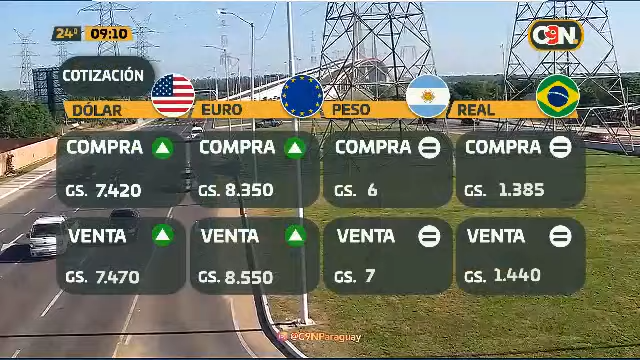 24º 09:10
C9N
COTIZACIÓN
DÓLAR EURO PESO REAL
COMPRA COMPRA COMPRA COMPRA
GS. 7.420 GS. 8.350 GS. 6 GS. 1.385
VENTA VENTA VENTA VENTA
GS. 7.470 GS. 8.550 GS. 7 GS. 1.440
@C9NParaguay